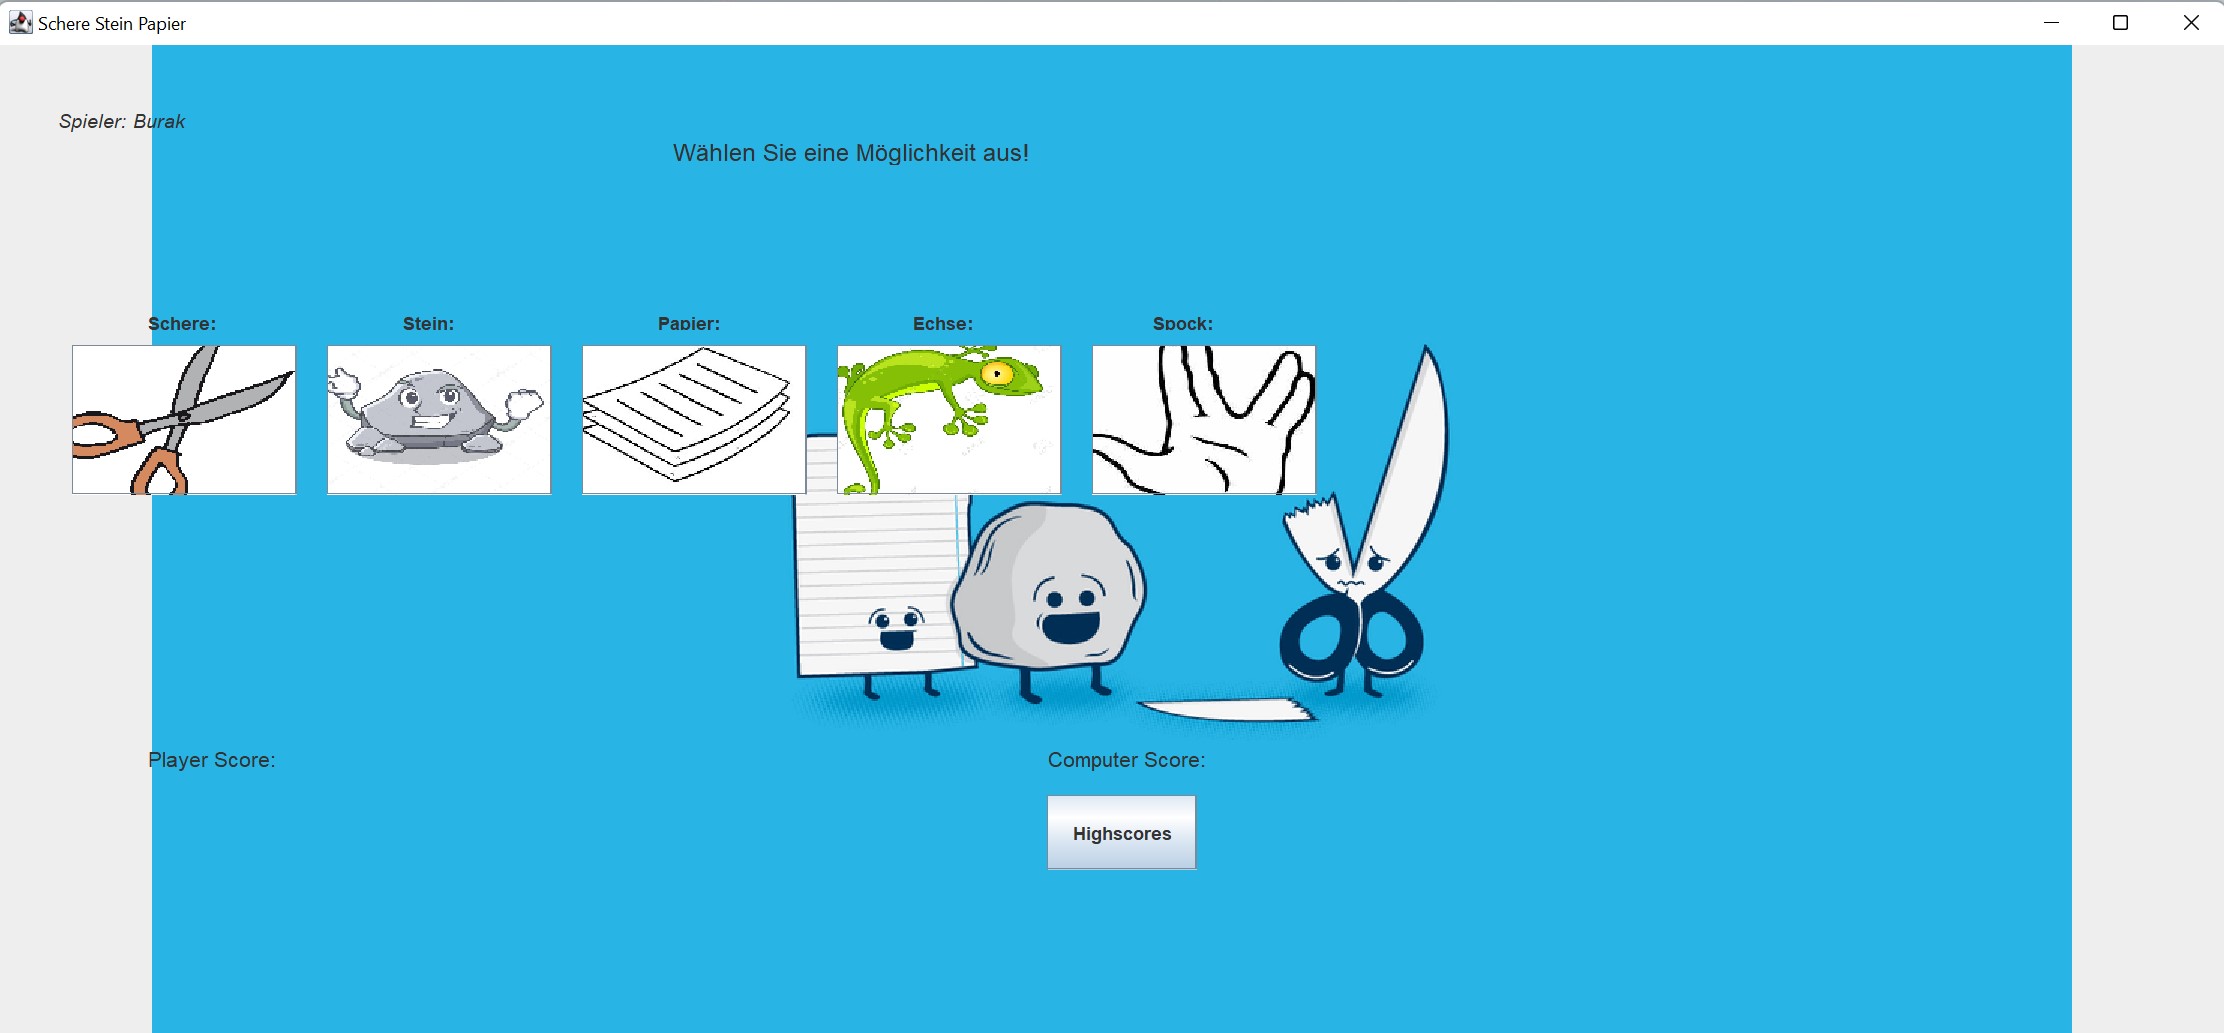 Schere Stein Papier
Spieler: Burak
Wählen Sie eine Möglichkeit aus!
Schere: Stein: Papier: Echse: Spock:
Player Score: Computer Score:
Highscores